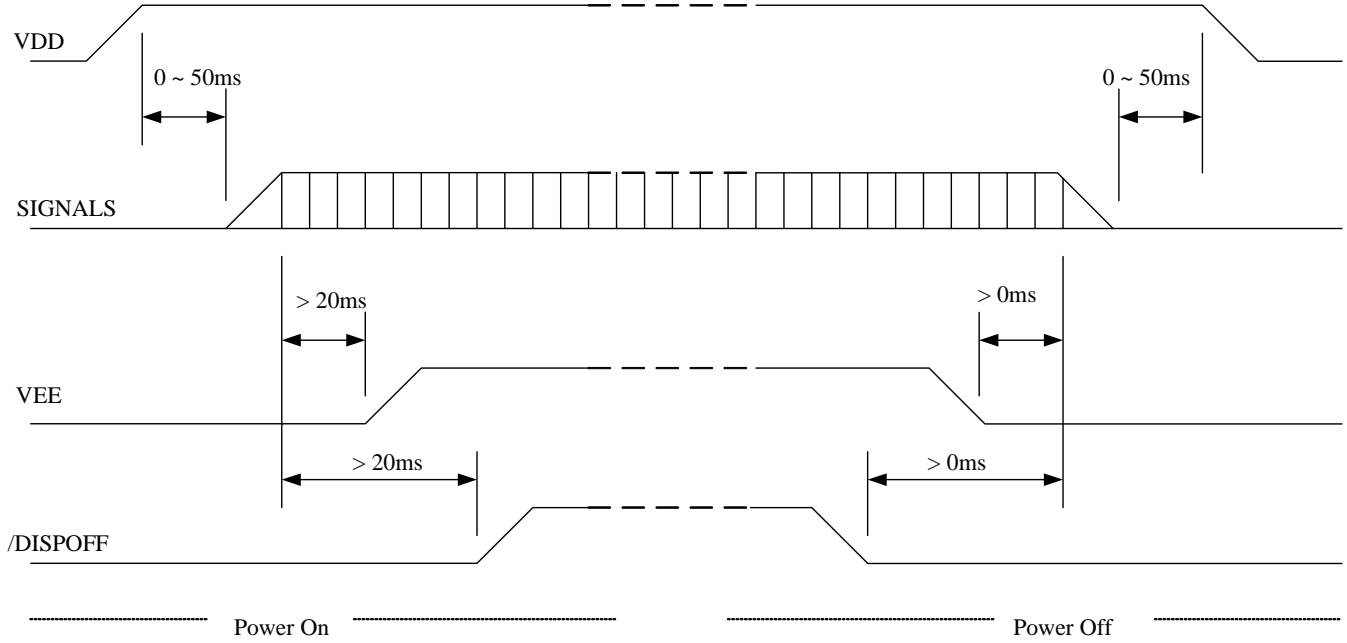 VDD
0 ~ 50ms
0 ~ 50ms
SIGNALS
> 20ms
> 0ms
VEE
> 20ms
> 0ms
/DISPOFF
Power On
Power Off